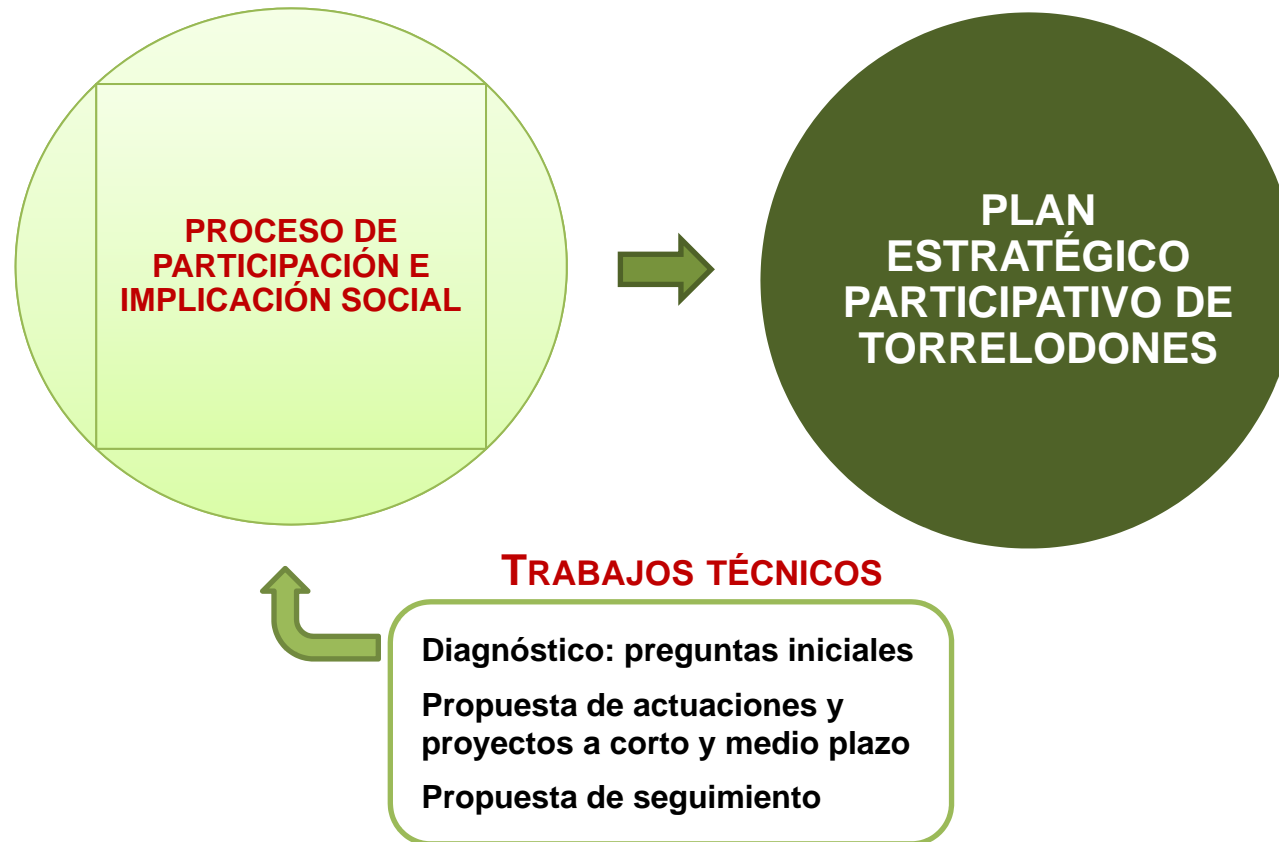 PROCESO DE
PARTICIPACIÓN E
IMPLICACIÓN SOCIAL
PLAN
ESTRATÉGICO
PARTICIPATIVO DE
TORRELODONES
TRABAJOS TÉCNICOS
Diagnóstico: preguntas iniciales
Propuesta de actuaciones y
proyectos a corto y medio plazo
Propuesta de seguimiento